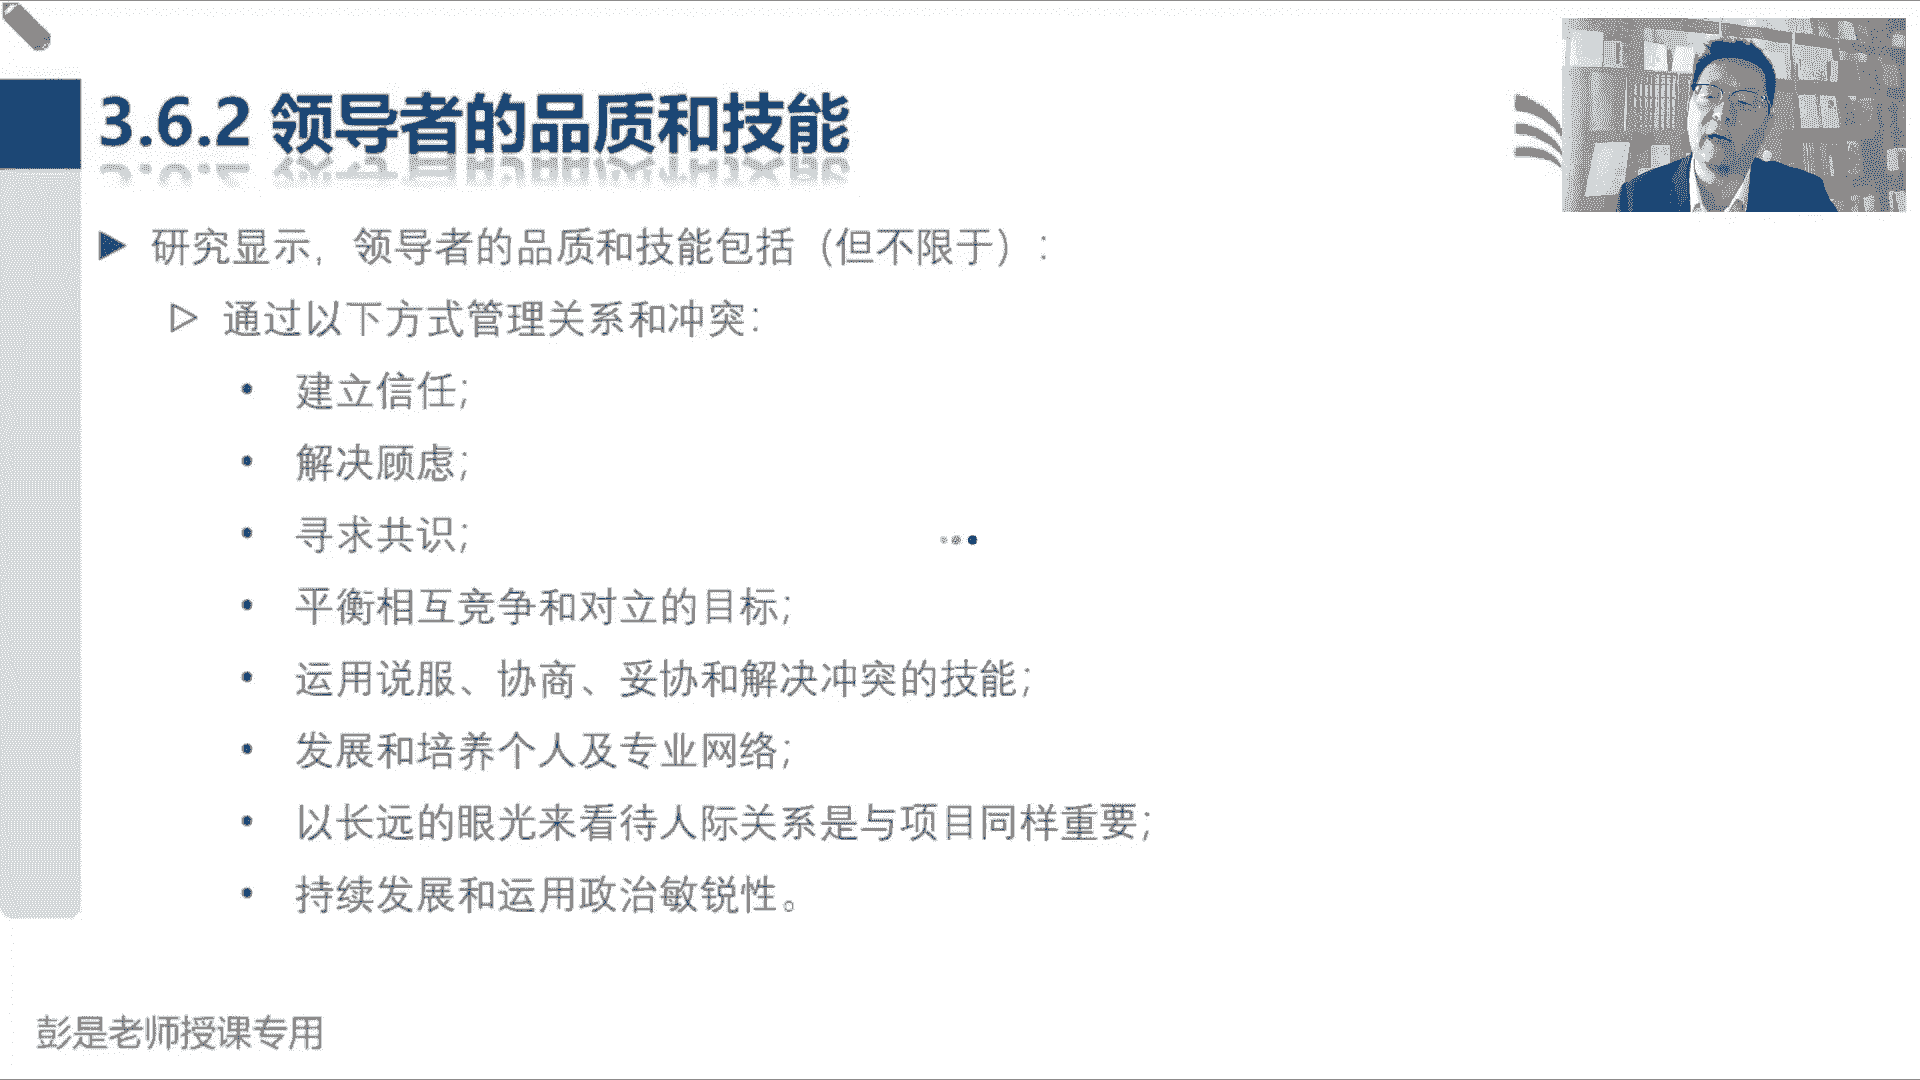 3.6.2 领导者的品质和技能
研究显示，领导者的品质和技能包括（但不限于）：
通过以下方式管理关系和冲突：
• 建立信任；
• 解决顾虑；
• 寻求共识；
• 平衡相互竞争和对立的目标；
• 运用说服、协商、妥协和解决冲突的技能；
• 发展和培养个人及专业网络；
• 以长远的眼光来看待人际关系是与项目同样重要；
• 持续发展和运用政治敏锐性。
彭是老师授课专用